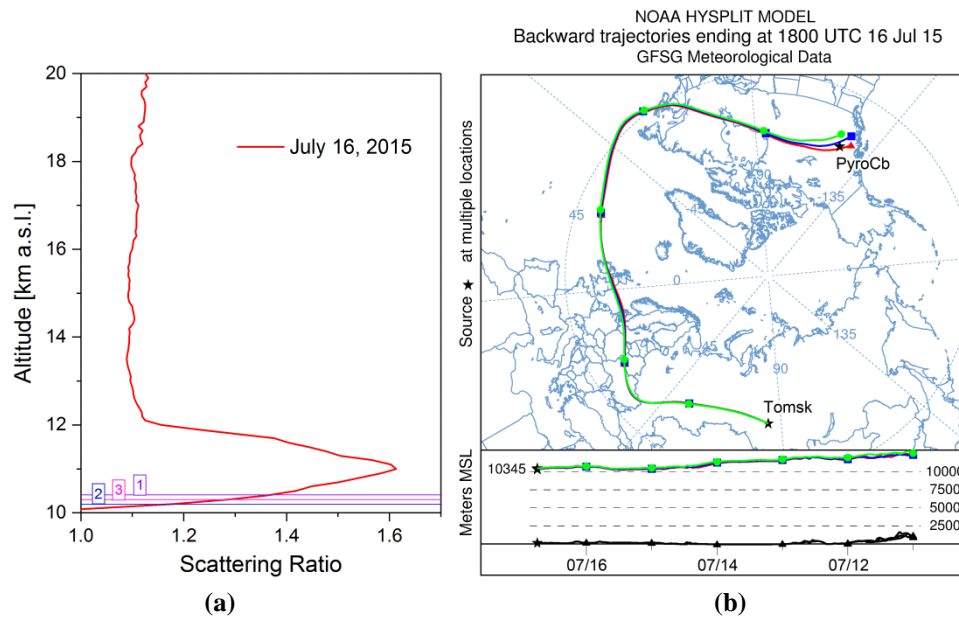 20
18
16
14
12
10
Altitude [km a.s.l.]
July 16, 2015
2
3
1
1.0
1.2
1.4
1.6
Scattering Ratio
(a)
NOAA HYSPLIT MODEL
Backward trajectories ending at 1800 UTC 16 Jul 15
GFSG Meteorological Data
Source ★ at multiple locations
PyroCb
-90
-135
-45
45
0
45
135
90
Tomsk
Meters MSL
10345
10000
7500
5000
2500
07/16
07/14
07/12
(b)